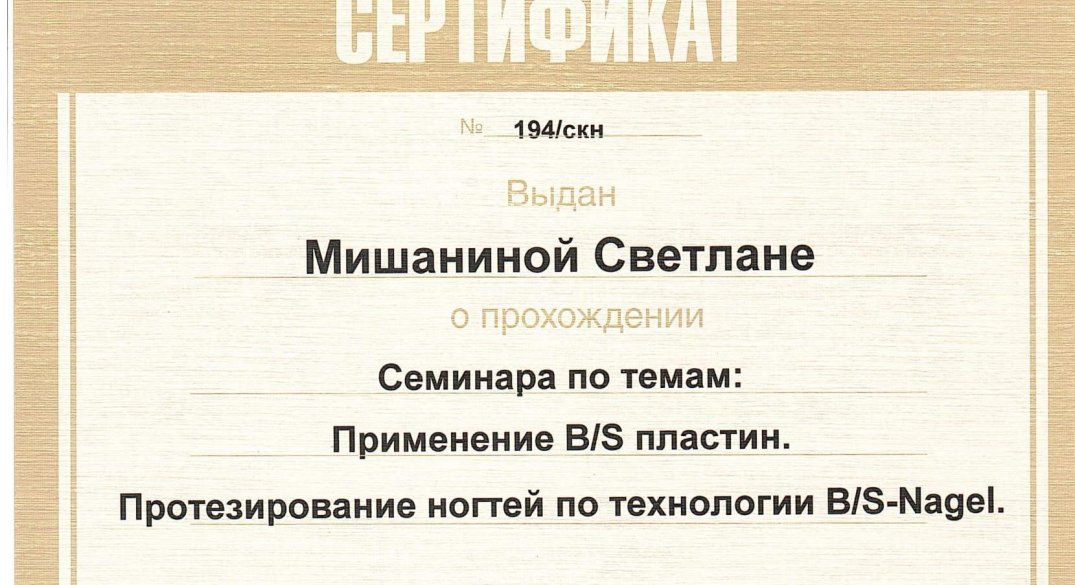 СЕРТИФИКАТ
№ 194/скн
Выдан
Мишаниной Светлане
о прохождении
Семинара по темам:
Применение B/S пластин.
Протезирование ногтей по технологии B/S-Nagel.